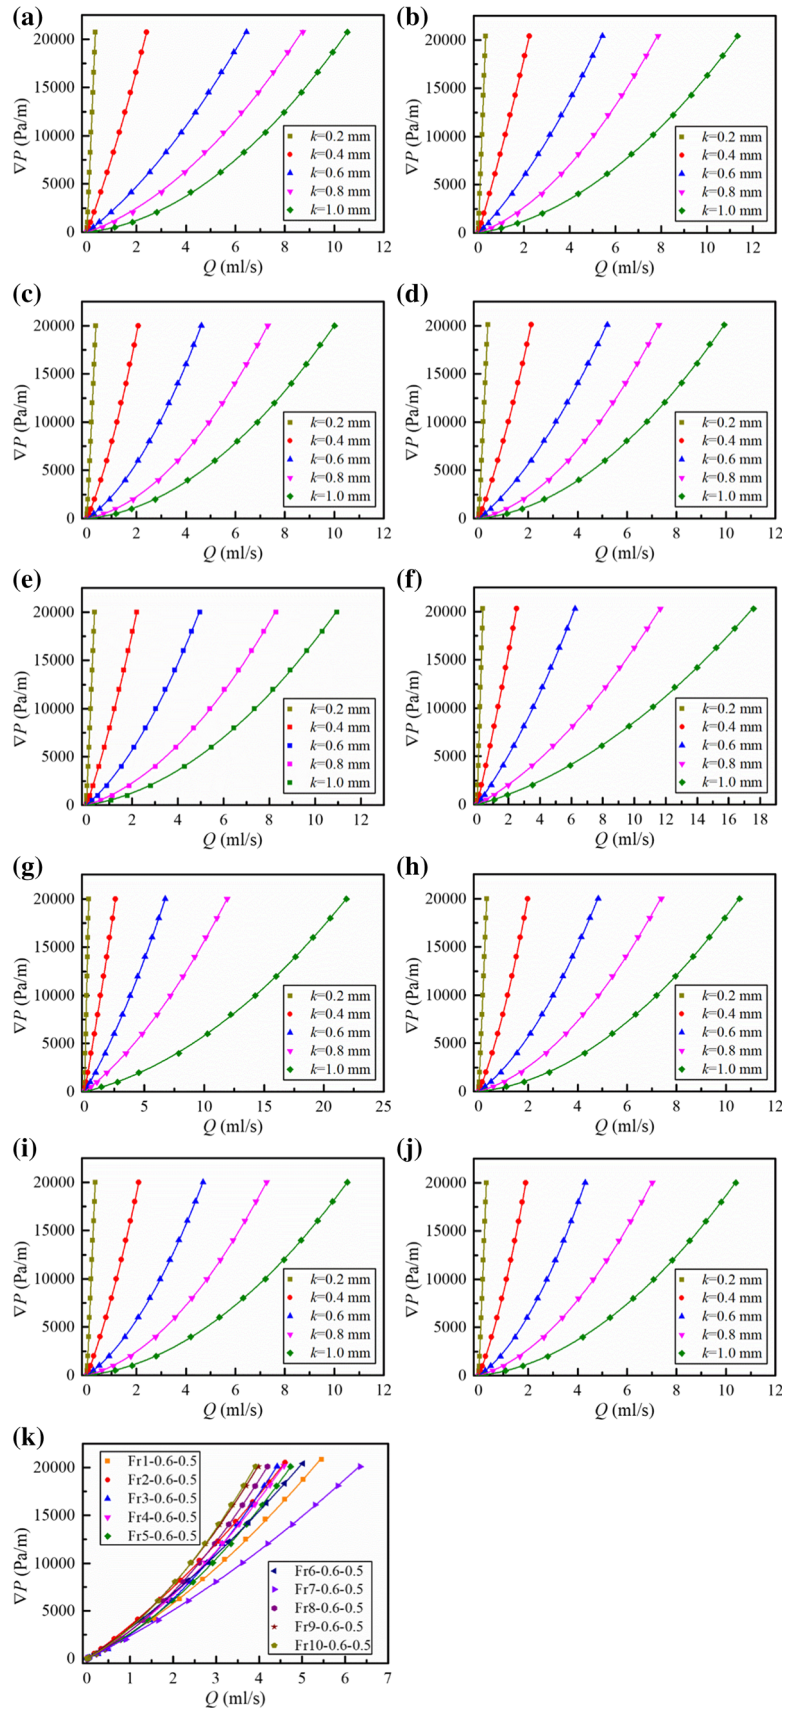 (a)
20000
15000
10000
5000
0
∇P (Pa/m)
k=0.2 mm
k=0.4 mm
k=0.6 mm
k=0.8 mm
k=1.0 mm
0 2 4 6 8 10 12
Q (ml/s)
(b)
20000
15000
10000
5000
0
∇P (Pa/m)
k=0.2 mm
k=0.4 mm
k=0.6 mm
k=0.8 mm
k=1.0 mm
0 2 4 6 8 10 12
Q (ml/s)
(c)
20000
15000
10000
5000
0
∇P (Pa/m)
k=0.2 mm
k=0.4 mm
k=0.6 mm
k=0.8 mm
k=1.0 mm
0 2 4 6 8 10 12
Q (ml/s)
(d)
20000
15000
10000
5000
0
∇P (Pa/m)
k=0.2 mm
k=0.4 mm
k=0.6 mm
k=0.8 mm
k=1.0 mm
0 2 4 6 8 10 12
Q (ml/s)
(e)
20000
15000
10000
5000
0
∇P (Pa/m)
k=0.2 mm
k=0.4 mm
k=0.6 mm
k=0.8 mm
k=1.0 mm
0 2 4 6 8 10 12
Q (ml/s)
(f)
20000
15000
10000
5000
0
∇P (Pa/m)
k=0.2 mm
k=0.4 mm
k=0.6 mm
k=0.8 mm
k=1.0 mm
0 2 4 6 8 10 12 14 16 18
Q (ml/s)
(g)
20000
15000
10000
5000
0
∇P (Pa/m)
k=0.2 mm
k=0.4 mm
k=0.6 mm
k=0.8 mm
k=1.0 mm
0 5 10 15 20 25
Q (ml/s)
(h)
20000
15000
10000
5000
0
∇P (Pa/m)
k=0.2 mm
k=0.4 mm
k=0.6 mm
k=0.8 mm
k=1.0 mm
0 2 4 6 8 10 12
Q (ml/s)
(i)
20000
15000
10000
5000
0
∇P (Pa/m)
k=0.2 mm
k=0.4 mm
k=0.6 mm
k=0.8 mm
k=1.0 mm
0 2 4 6 8 10 12
Q (ml/s)
(j)
20000
15000
10000
5000
0
∇P (Pa/m)
k=0.2 mm
k=0.4 mm
k=0.6 mm
k=0.8 mm
k=1.0 mm
0 2 4 6 8 10 12
Q (ml/s)
(k)
20000
15000
10000
5000
0
∇P (Pa/m)
Fr1-0.6-0.5
Fr2-0.6-0.5
Fr3-0.6-0.5
Fr4-0.6-0.5
Fr5-0.6-0.5
Fr6-0.6-0.5
Fr7-0.6-0.5
Fr8-0.6-0.5
Fr9-0.6-0.5
Fr10-0.6-0.5
0 1 2 3 4 5 6 7
Q (ml/s)